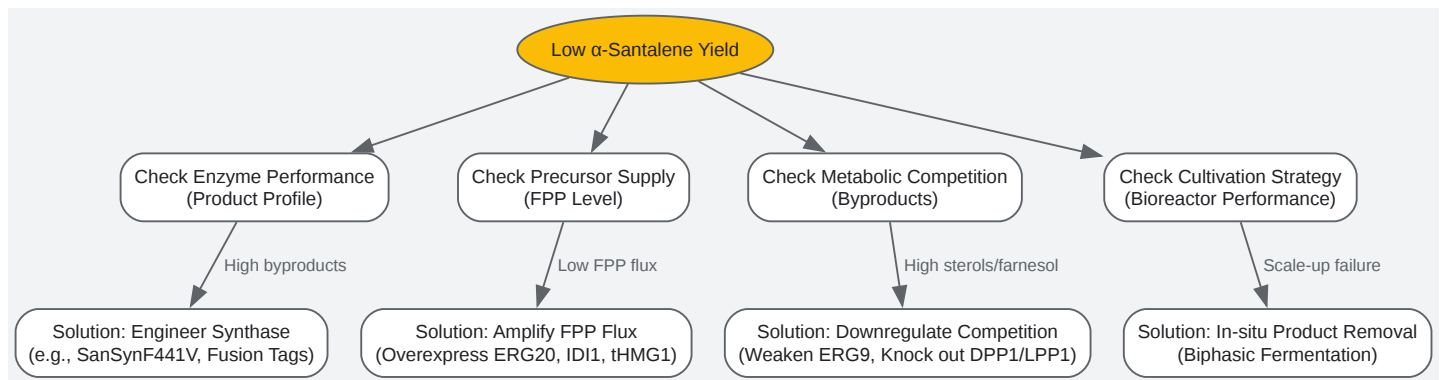 Low α-Santalene Yield
Check Enzyme Performance
(Product Profile)
Check Precursor Supply
(FPP Level)
Check Metabolic Competition
(Byproducts)
Check Cultivation Strategy
(Bioreactor Performance)
High byproducts
Low FPP flux
High sterols/farnesol
Scale-up failure
Solution: Engineer Synthase
(e.g., SanSynF441V, Fusion Tags)
Solution: Amplify FPP Flux
(Overexpress ERG20, IDI1, tHMG1)
Solution: Downregulate Competition
(Weaken ERG9, Knock out DPP1/LPP1)
Solution: In-situ Product Removal
(Biphasic Fermentation)